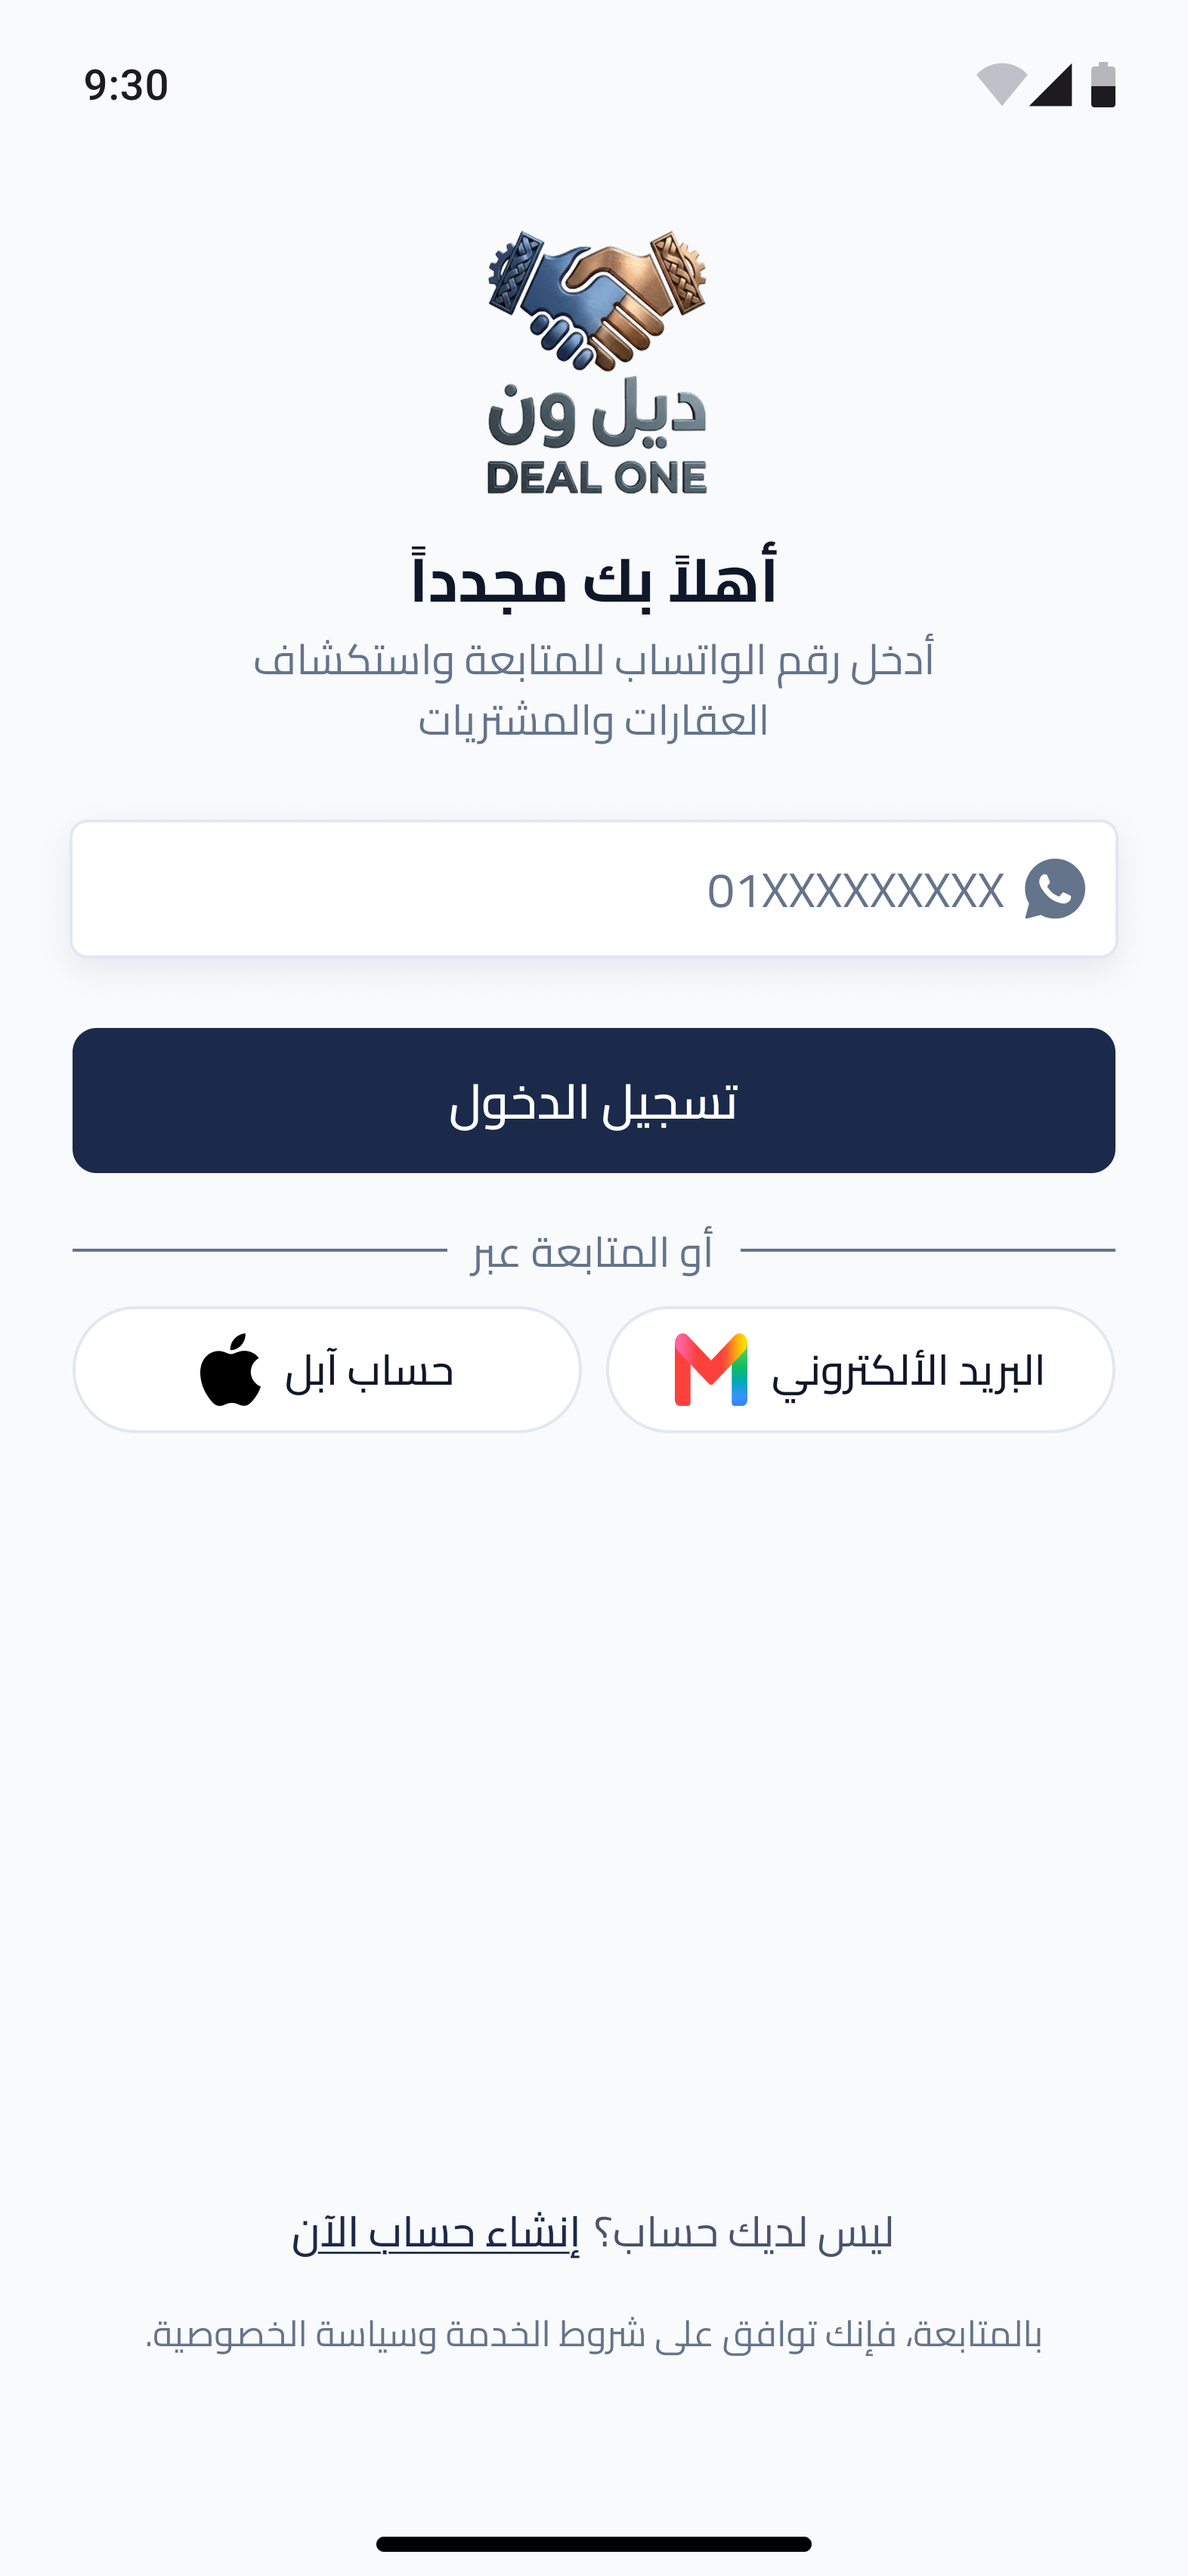 9:30
ديل ون
DEAL ONE
أهلاً بك مجدداً
أدخل رقم الواتساب للمتابعة واستكشاف
العقارات والمشتريات
01XXXXXXXXX
تسجيل الدخول
أو المتابعة عبر
البريد الألكتروني
حساب آبل
ليس لديك حساب؟ إنشاء حساب الآن
بالمتابعة، فإنك توافق على شروط الخدمة وسياسة الخصوصية.